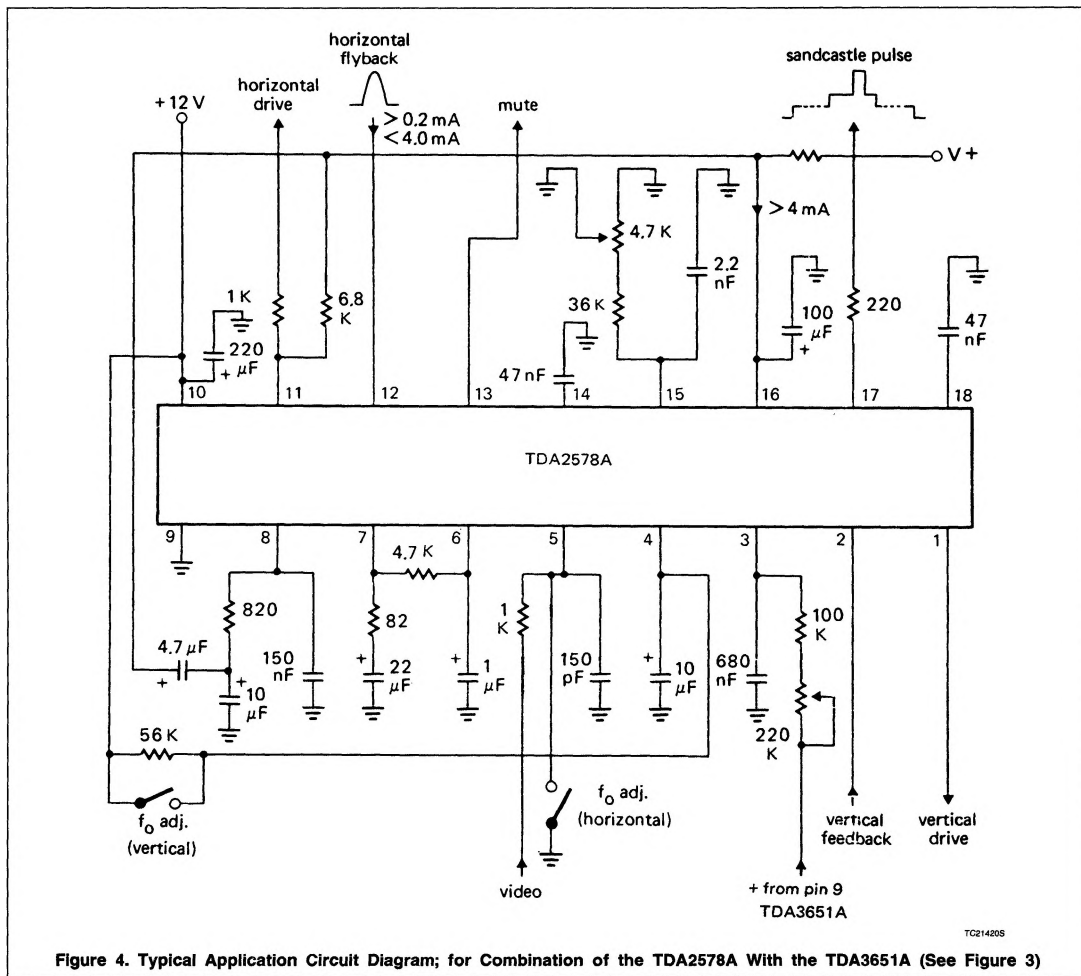 horizontal
flyback
sandcastle pulse
horizontal
drive
+12 V
> 0.2 mA
< 4.0 mA
mute
V +
> 4 mA
4.7 K
2.2
nF
1 K
6.8
K
36 K
100
μF
+
220
47
nF
220
μF
+
47 nF
10
11
12
13
14
15
16
17
18
TDA2578A
9
8
7
6
5
4
3
2
1
4.7 K
820
82
1
K
100
K
4.7 μF
+
+
10
μF
150
nF
+
22
μF
+
1
μF
150
pF
+
10
μF
680
nF
220
K
56 K
fo adj.
(vertical)
fo adj.
(horizontal)
vertical
feedback
vertical
drive
video
+ from pin 9
TDA3651A
TC21420S
Figure 4. Typical Application Circuit Diagram; for Combination of the TDA2578A With the TDA3651A (See Figure 3)